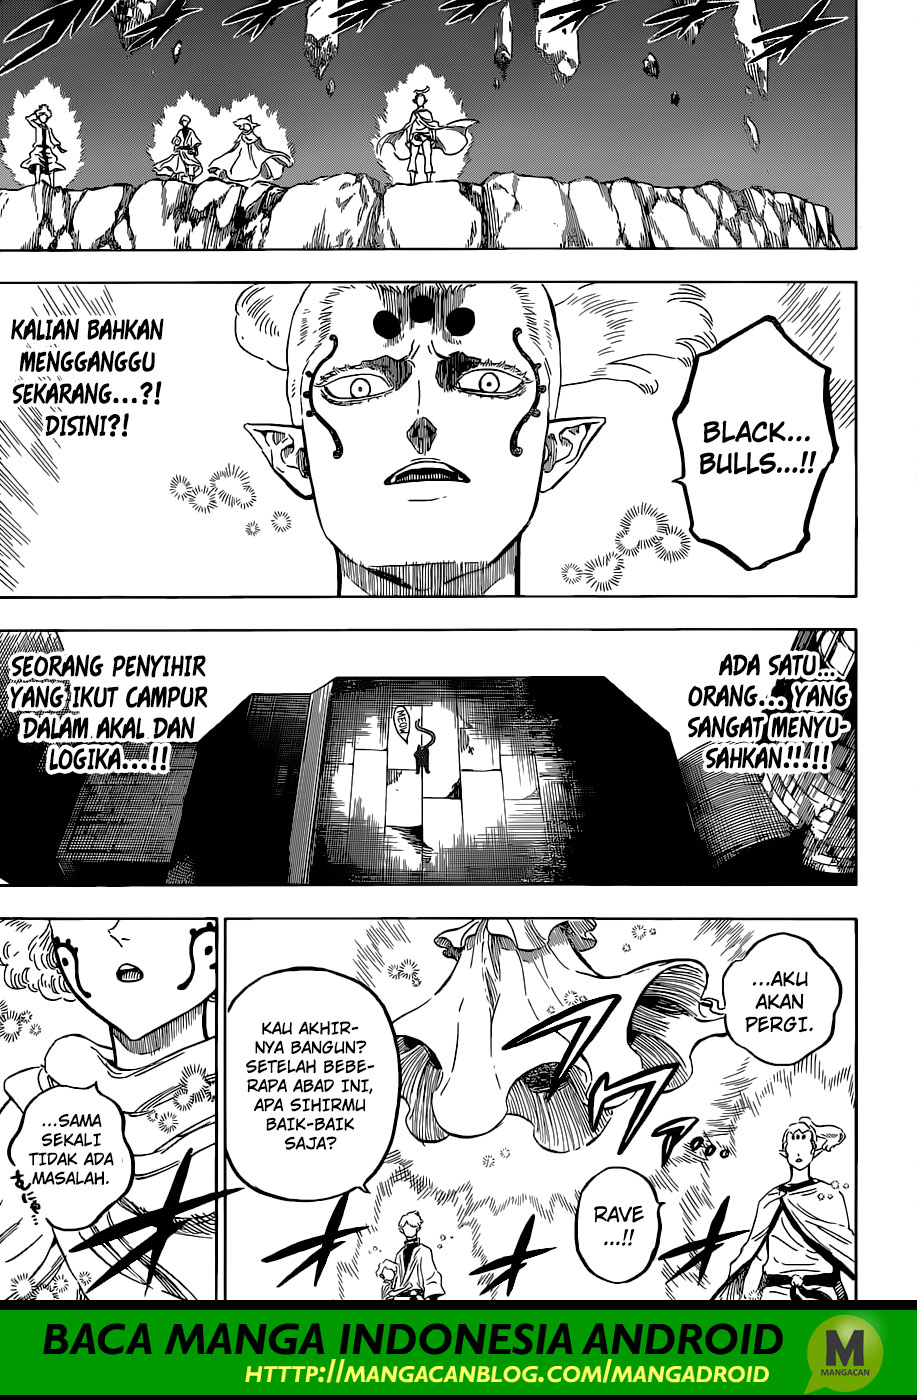 BLACK...
BULLS...!!
KALIAN BAHKAN
MENGGANGGU
SEKARANG...?!
DISINI?!
ADA SATU...
ORANG... YANG
SANGAT MENYU-
SAHKAN!!..!!
SEORANG PENYIHIR
YANG IKUT CAMPUR
DALAM AKAL DAN
LOGIKA...!!
MEOW
...AKU
AKAN
PERGI.
RAVE
...!!
KAU AKHIR-
NYA BANGUN?
SETELAH BEBE-
RAPA ABAD INI,
APA SIHIRMU
BAIK-BAIK
SAJA?
...SAMA
SEKALI
TIDAK ADA
MASALAH.
BACA MANGA INDONESIA ANDROID
HTTTP://MANGACANBLOG.COM/MANGADROID
M
MANGACAN